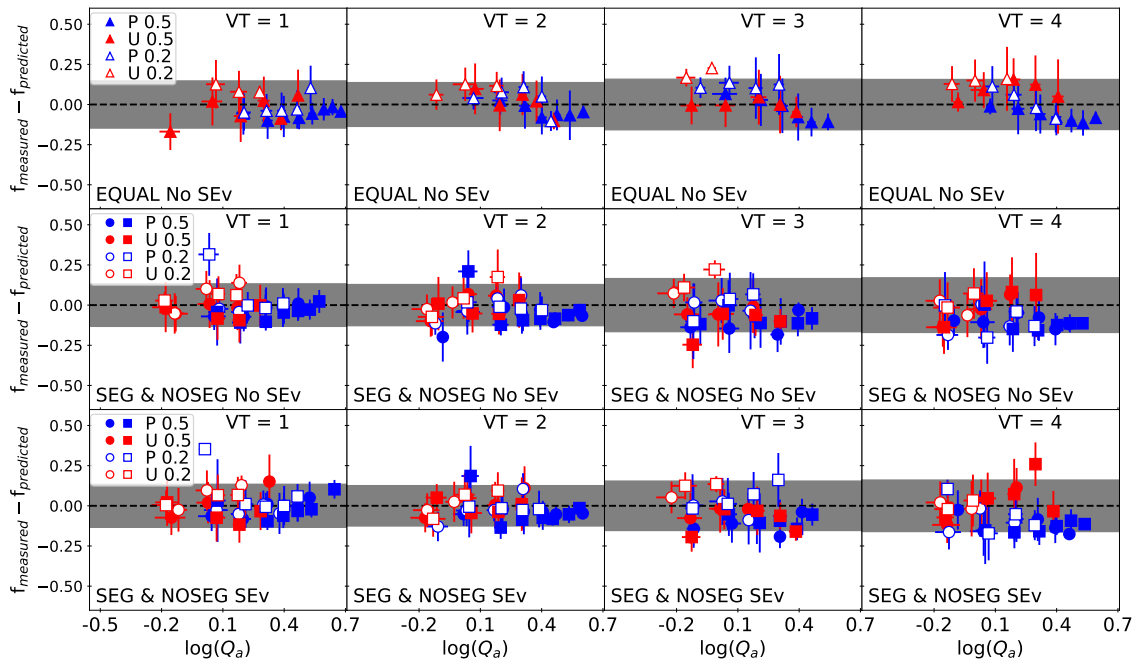 VT = 1
VT = 2
VT = 3
VT = 4
0.50
0.25
0.00
−0.25
−0.50
f_measured − f_predicted
P 0.5
U 0.5
P 0.2
U 0.2
EQUAL No SEv
EQUAL No SEv
EQUAL No SEv
EQUAL No SEv
VT = 1
VT = 2
VT = 3
VT = 4
0.50
0.25
0.00
−0.25
−0.50
f_measured − f_predicted
P 0.5
U 0.5
P 0.2
U 0.2
SEG & NOSEG No SEv
SEG & NOSEG No SEv
SEG & NOSEG No SEv
SEG & NOSEG No SEv
VT = 1
VT = 2
VT = 3
VT = 4
0.50
0.25
0.00
−0.25
−0.50
f_measured − f_predicted
P 0.5
U 0.5
P 0.2
U 0.2
SEG & NOSEG SEv
SEG & NOSEG SEv
SEG & NOSEG SEv
SEG & NOSEG SEv
-0.5 -0.2 0.1 0.4 0.7
-0.2 0.1 0.4 0.7
-0.2 0.1 0.4 0.7
-0.2 0.1 0.4 0.7
log(Q_a)
log(Q_a)
log(Q_a)
log(Q_a)